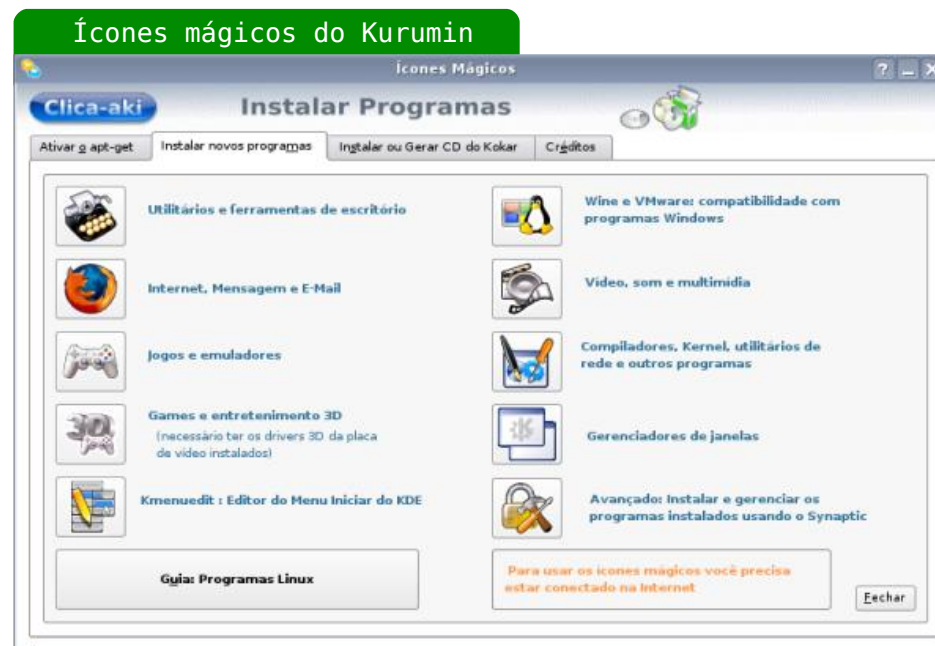 Ícones mágicos do Kurumin
Ícones Mágicos
Clica-aki
Instalar Programas
Ativar o apt-get
Instalar novos programas
Instalar ou Gerar CD do Kokar
Créditos
Utilitários e ferramentas de escritório
Wine e VMware: compatibilidade com
programas Windows
Internet, Mensagem e E-Mail
Vídeo, som e multimídia
Jogos e emuladores
Compiladores, Kernel, utilitários de
rede e outros programas
Games e entretenimento 3D
(necessário ter os drivers 3D da placa
de vídeo instalados)
3D
Gerenciadores de janelas
Kmenuedit : Editor do Menu Iniciar do KDE
Avançado: Instalar e gerenciar os
programas instalados usando o Synaptic
Guia: Programas Linux
Para usar os ícones mágicos você precisa
estar conectado na Internet
Fechar